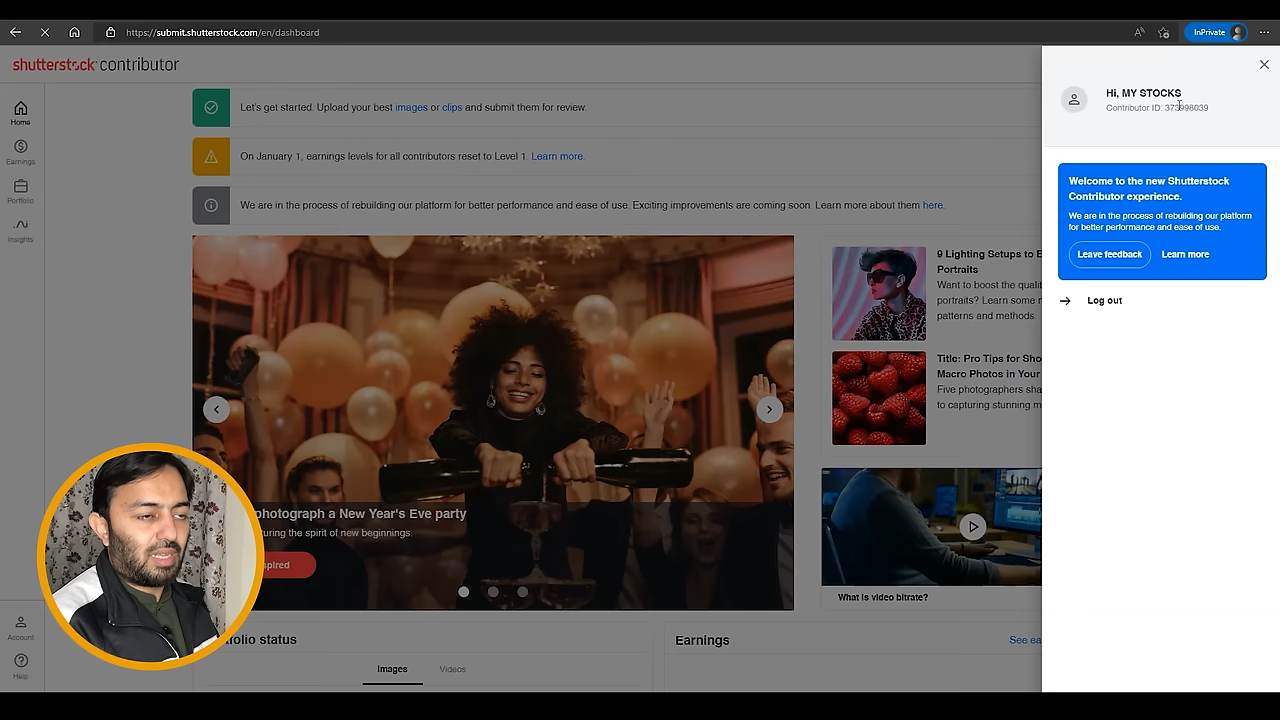 https://submit.shutterstock.com/en/dashboard
InPrivate
shutterstock contributor
Home
Earnings
Portfolio
Insights
Account
Help
Let's get started. Upload your best images or clips and submit them for review.
On January 1, earnings levels for all contributors reset to Level 1. Learn more.
We are in the process of rebuilding our platform for better performance and ease of use. Exciting improvements are coming soon. Learn more about them here.
photograph a New Year's Eve party
turing the spirit of new beginnings.
pired
9 Lighting Setups to E
Portraits
Want to boost the qualit
portraits? Learn some r
patterns and methods.
Title: Pro Tips for Sho
Macro Photos in Your
Five photographers sha
to capturing stunning m
What is video bitrate?
folio status
Images
Videos
Earnings
See ea
Hi, MY STOCKS
Contributor ID: 373998039
Welcome to the new Shutterstock
Contributor experience.
We are in the process of rebuilding our platform
for better performance and ease of use.
Leave feedback
Learn more
Log out